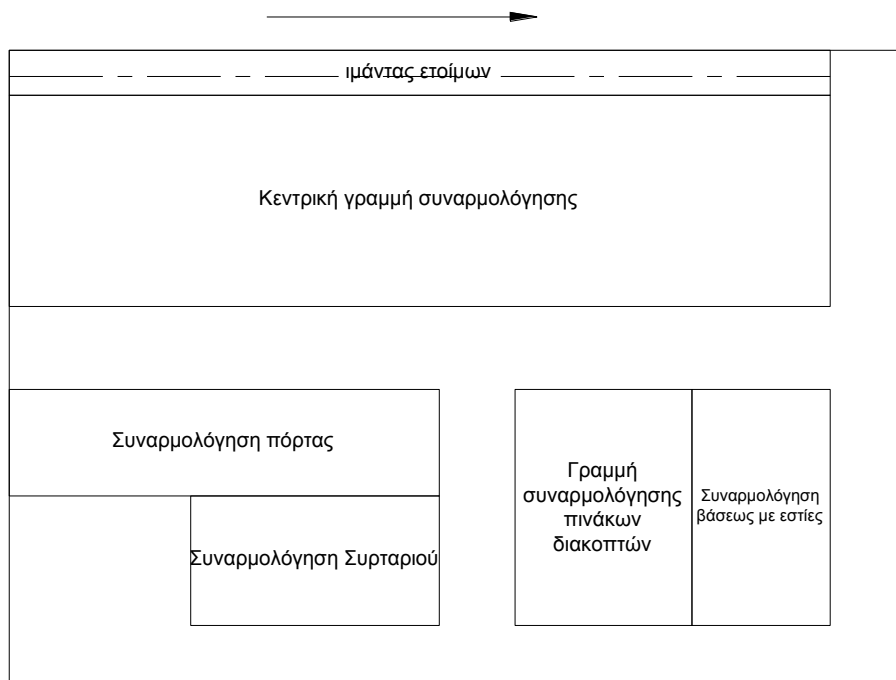 ιμάντας ετοίμων
Κεντρική γραμμή συναρμολόγησης
Συναρμολόγηση πόρτας
Συναρμολόγηση Συρταριού
Γραμμή
συναρμολόγησης
πινάκων
διακοπτών
Συναρμολόγηση
βάσεως με εστίες